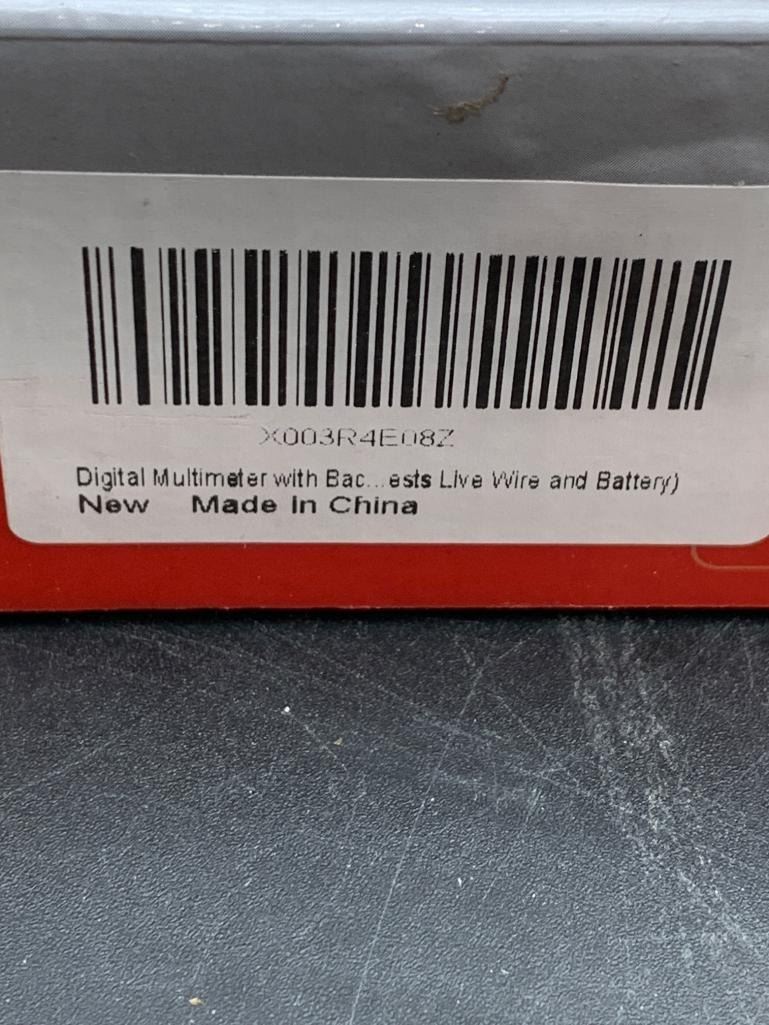 X003R4E08Z
Digital Multimeter with Bac...ests Live Wire and Battery)
New Made In China